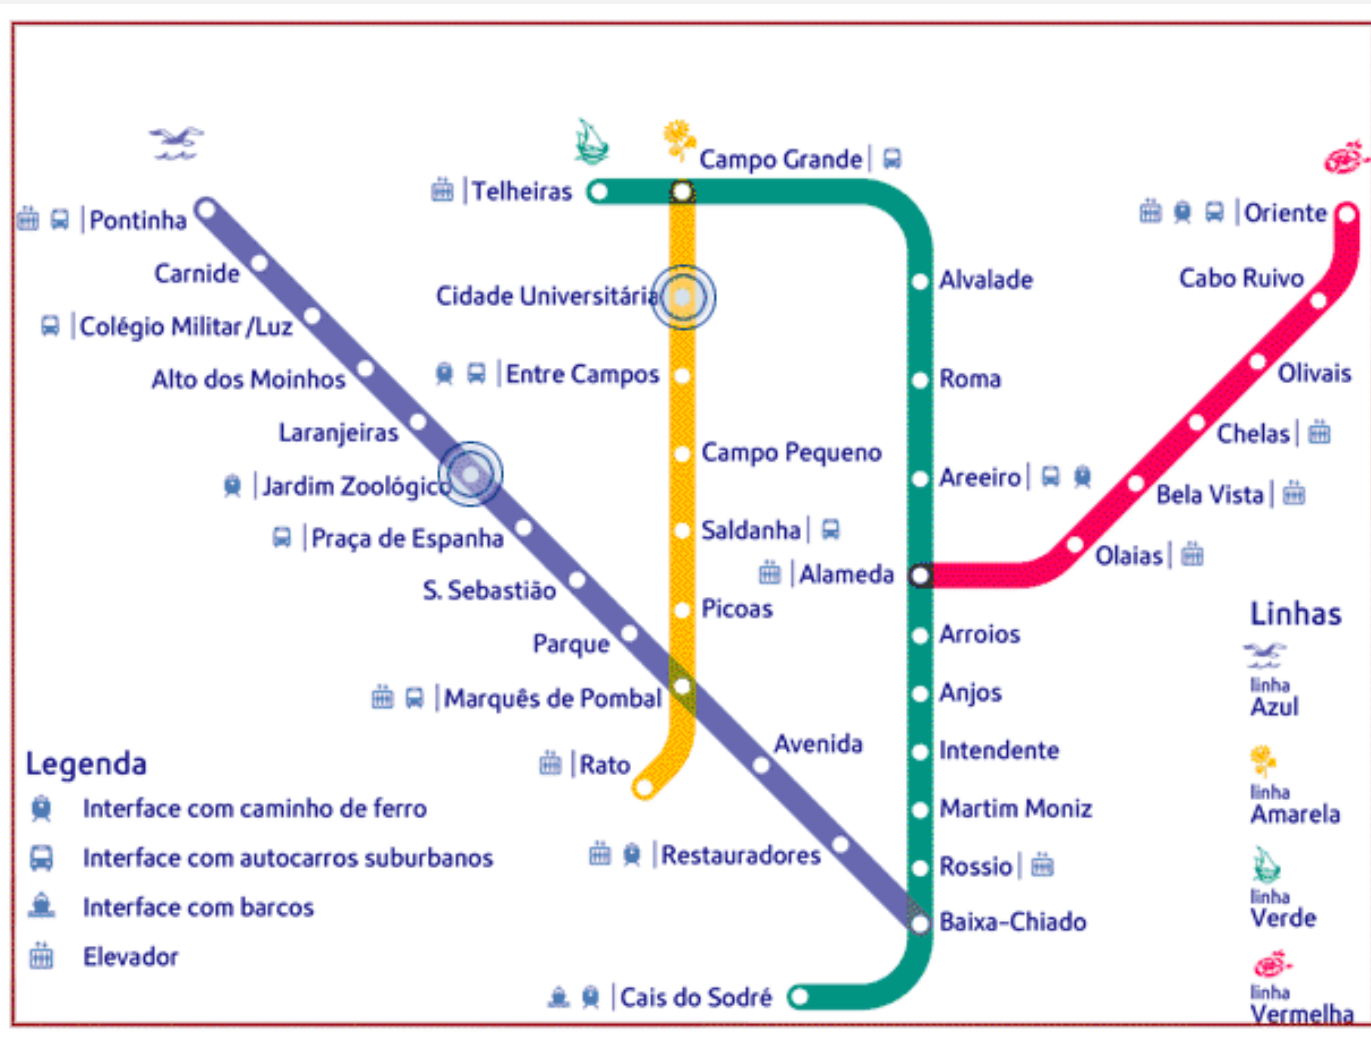 Campo Grande
Telheiras
Pontinha
Oriente
Carnide
Cidade Universitária
Alvalade
Cabo Ruivo
Colégio Militar/Luz
Alto dos Moinhos
Entre Campos
Roma
Olivais
Laranjeiras
Campo Pequeno
Chelas
Jardim Zoológico
Areeiro
Bela Vista
Praça de Espanha
Saldanha
Olaias
S. Sebastião
Alameda
Picoas
Parque
Arroios
Marquês de Pombal
Anjos
Avenida
Intendente
Rato
Martim Moniz
Restauradores
Rossio
Baixa-Chiado
Cais do Sodré
Legenda
Interface com caminho de ferro
Interface com autocarros suburbanos
Interface com barcos
Elevador
Linhas
linha
Azul
linha
Amarela
linha
Verde
linha
Vermelha